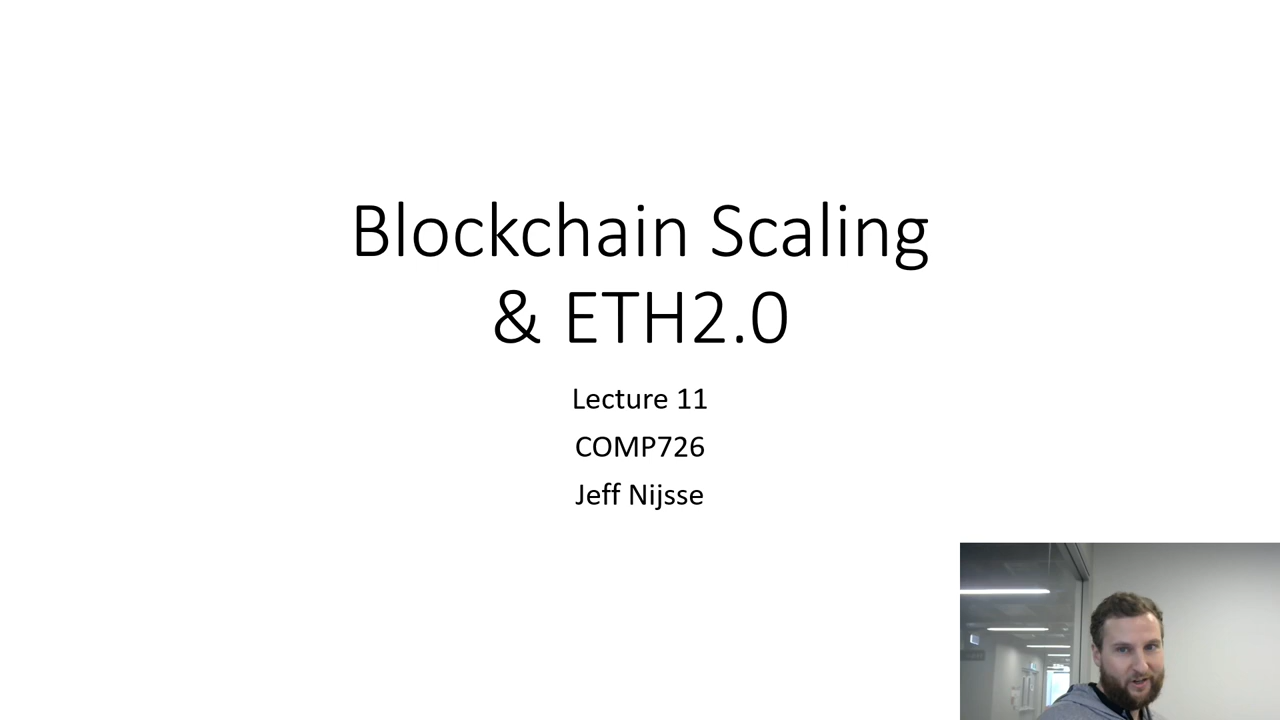 Blockchain Scaling
& ETH2.0
Lecture 11
COMP726
Jeff Nijsse